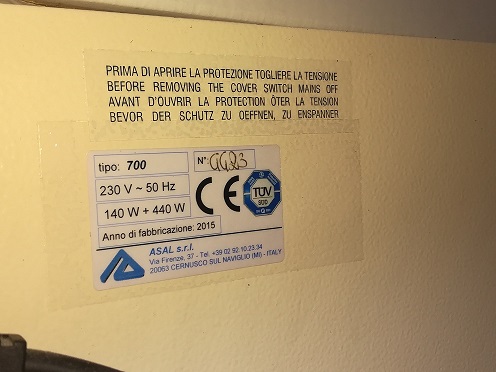 PRIMA DI APRIRE LA PROTEZIONE TOGLIERE LA TENSIONE
BEFORE REMOVING THE COVER SWITCH MAINS OFF
AVANT D'OUVRIR LA PROTECTION ÔTER LA TENSION
BEVOR DER SCHUTZ ZU OEFFNEN, ZU ENSPANNER
tipo: 700 N°:
230 V ~ 50 Hz
140 W + 440 W
CE
TÜV
Anno di fabbricazione: 2015
ASAL s.r.l.
Via Firenze, 37 - Tel. +39 02.92.10.23.34
20063 CERNUSCO SUL NAVIGLIO (MI) - ITALY